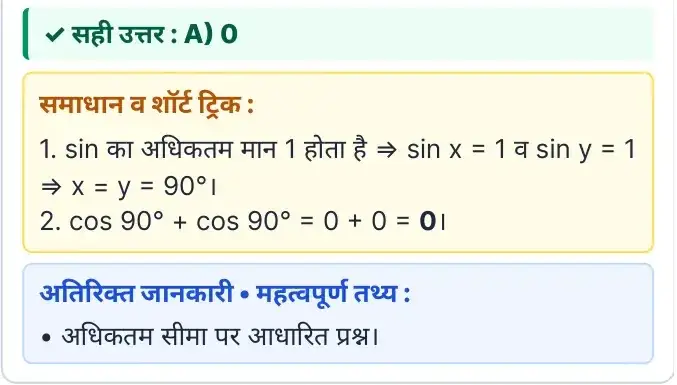 ✓ सही उत्तर : A) 0
समाधान व शॉर्ट ट्रिक :
1. sin का अधिकतम मान 1 होता है ⇒ sin x = 1 व sin y = 1
⇒ x = y = 90°।
2. cos 90° + cos 90° = 0 + 0 = 0।
अतिरिक्त जानकारी • महत्वपूर्ण तथ्य :
• अधिकतम सीमा पर आधारित प्रश्न।